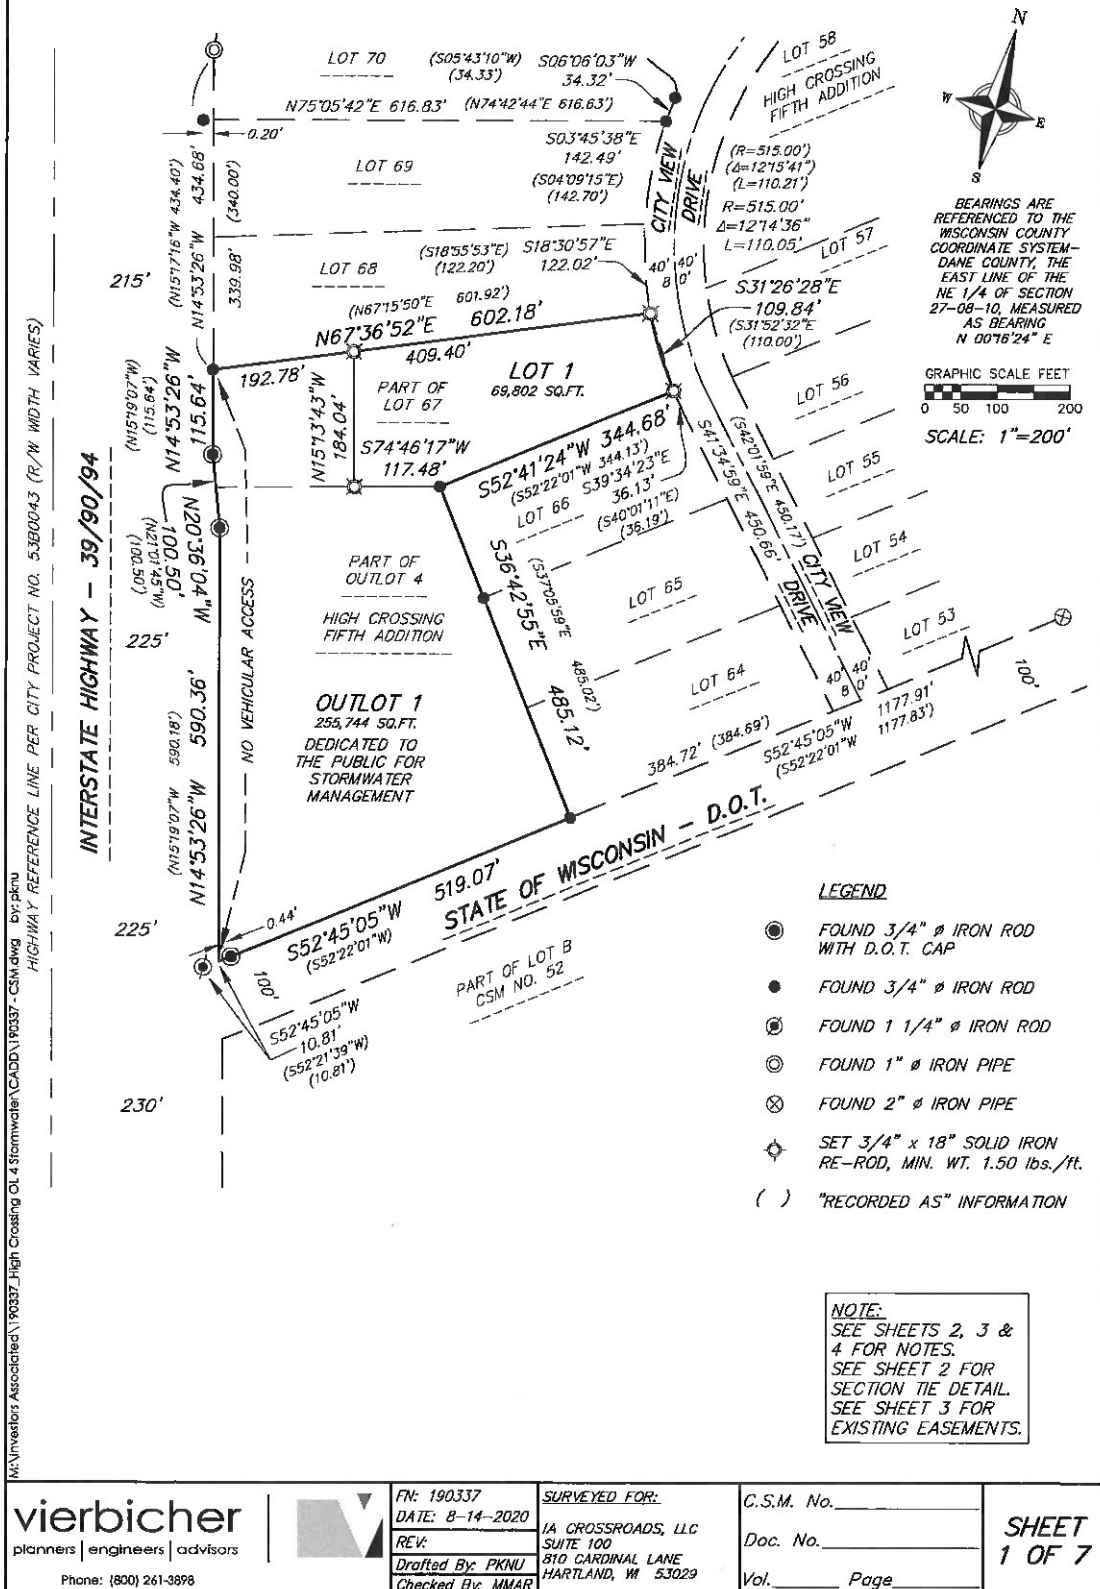 LOT 70
(S05°43'10"W)
(34.33')
S06°06'03"W
34.32'
N75°05'42"E 616.83' (N74°42'44"E 616.63')
0.20'
LOT 69
S03°45'38"E
142.49'
(S04°09'15"E)
(142.70')
CITY VIEW
DRIVE
LOT 58
HIGH CROSSING
FIFTH ADDITION
(R=515.00')
(Δ=12°15'41")
(L=110.21')
R=515.00'
Δ=12°14'36"
L=110.05'
LOT 57
N
W
E
S
BEARINGS ARE
REFERENCED TO THE
WISCONSIN COUNTY
COORDINATE SYSTEM–
DANE COUNTY, THE
EAST LINE OF THE
NE 1/4 OF SECTION
27-08-10, MEASURED
AS BEARING
N 00°16'24" E
GRAPHIC SCALE FEET
0 50 100 200
SCALE: 1"=200'
(N15°17'16"W 434.40')
N14°53'26"W 434.68'
(340.00')
339.98'
215'
LOT 68
(S18°55'53"E)
(122.20')
S18°30'57"E
122.02'
40' 40'
80'
S31°26'28"E
109.84'
(S31°52'32"E
(110.00')
(N67°15'50"E 601.92')
N67°36'52"E 602.18'
192.78'
409.40'
LOT 1
69,802 SQ.FT.
PART OF
LOT 67
N15°13'43"W
184.04'
S74°46'17"W
117.48'
S52°41'24"W 344.68'
(S52°22'01"W 344.13')
S39°34'23"E
36.13'
(S40°01'11"E)
(36.19')
LOT 66
(N15°19'07"W)
(115.64')
N14°53'26"W
115.64'
N20°36'04"W
100.50'
(N21°01'45"W)
(100.50')
LOT 56
LOT 55
LOT 54
LOT 53
S41°34'59"E 450.66'
(S42°01'59"E 450.17')
CITY VIEW
DRIVE
PART OF
OUTLOT 4
HIGH CROSSING
FIFTH ADDITION
S36°42'55"E 485.12'
(S37°05'59"E 485.02')
LOT 65
LOT 64
40' 40'
80'
100'
INTERSTATE HIGHWAY – 39/90/94
HIGHWAY REFERENCE LINE PER CITY PROJECT NO. 53B0043 (R/W WIDTH VARIES)
225'
NO VEHICULAR ACCESS
OUTLOT 1
255,744 SQ.FT.
DEDICATED TO
THE PUBLIC FOR
STORMWATER
MANAGEMENT
(N15°19'07"W 590.18')
N14°53'26"W 590.36'
384.72' (384.69')
S52°45'05"W 1177.91'
(S52°22'01"W 1177.83')
STATE OF WISCONSIN – D.O.T.
519.07'
S52°45'05"W
(S52°22'01"W)
225'
0.44'
100'
S52°45'05"W
10.81'
(S52°21'39"W)
(10.81')
PART OF LOT B
CSM NO. 52
230'
LEGEND
FOUND 3/4" ø IRON ROD
WITH D.O.T. CAP
FOUND 3/4" ø IRON ROD
FOUND 1 1/4" ø IRON ROD
FOUND 1" ø IRON PIPE
FOUND 2" ø IRON PIPE
SET 3/4" x 18" SOLID IRON
RE-ROD, MIN. WT. 1.50 lbs./ft.
( ) "RECORDED AS" INFORMATION
NOTE:
SEE SHEETS 2, 3 &
4 FOR NOTES.
SEE SHEET 2 FOR
SECTION TIE DETAIL.
SEE SHEET 3 FOR
EXISTING EASEMENTS.
M:\Investors Associated\190337_High Crossing OL 4 Stormwater\CADD\190337 - CSM.dwg by: pknu
vierbicher
planners | engineers | advisors
Phone: (800) 261-3898
FN: 190337
DATE: 8-14-2020
REV:
Drafted By: PKNU
Checked By: MMAR
SURVEYED FOR:
IA CROSSROADS, LLC
SUITE 100
810 CARDINAL LANE
HARTLAND, WI 53029
C.S.M. No.
Doc. No.
Vol. Page
SHEET
1 OF 7